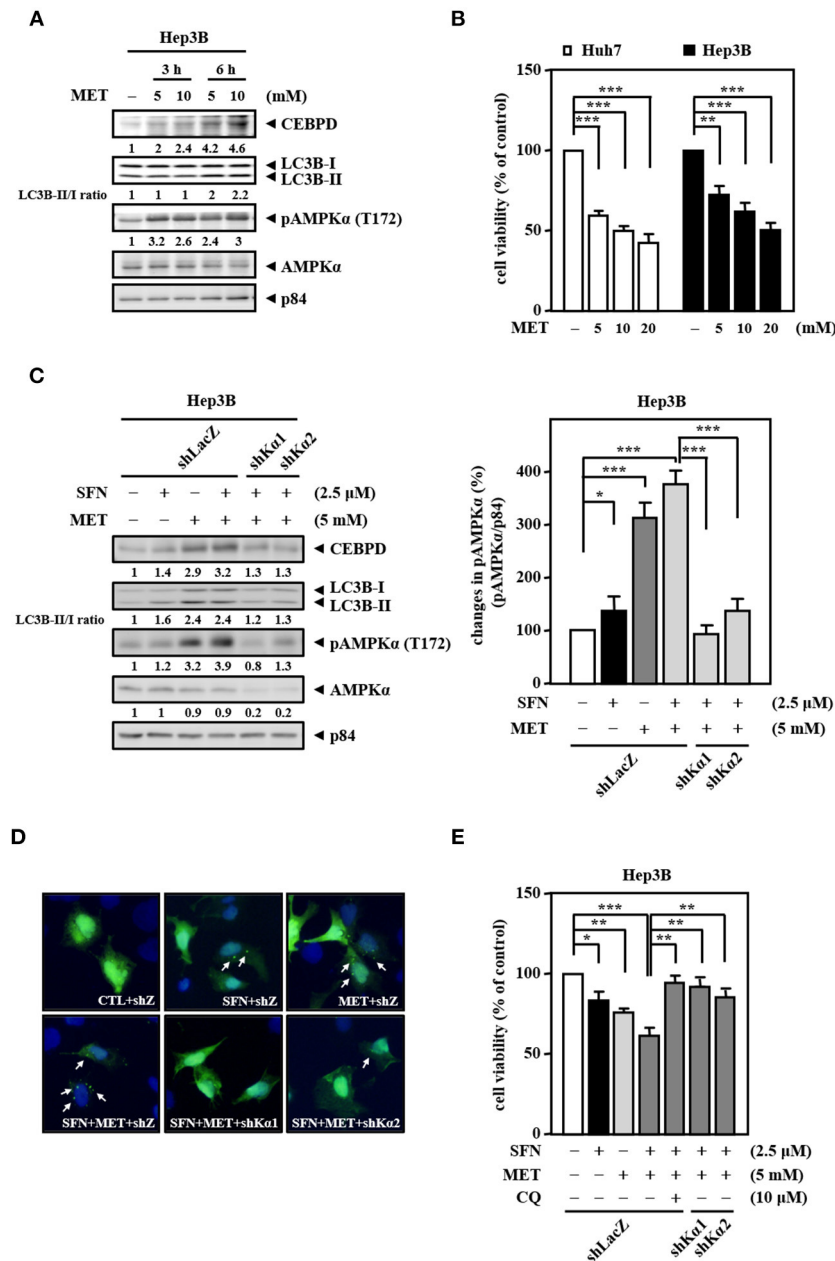 A
Hep3B
3 h 6 h
MET – 5 10 5 10 (mM)
◄ CEBPD
1 2 2.4 4.2 4.6
◄ LC3B-I
◄ LC3B-II
LC3B-II/I ratio 1 1 1 2 2.2
◄ pAMPKα (T172)
1 3.2 2.6 2.4 3
◄ AMPKα
◄ p84
B
Huh7 Hep3B
cell viability (% of control)
150
100
50
0
*** *** ***
** *** ***
MET – 5 10 20 – 5 10 20 (mM)
C
Hep3B
shLacZ shKα1 shKα2
SFN – + – + + + (2.5 μM)
MET – – + + + + (5 mM)
◄ CEBPD
1 1.4 2.9 3.2 1.3 1.3
◄ LC3B-I
◄ LC3B-II
LC3B-II/I ratio 1 1.6 2.4 2.4 1.2 1.3
◄ pAMPKα (T172)
1 1.2 3.2 3.9 0.8 1.3
◄ AMPKα
1 1 0.9 0.9 0.2 0.2
◄ p84
Hep3B
changes in pAMPKα (%)
(pAMPKα/p84)
400
300
200
100
0
* *** *** *** ***
SFN – + – + + + (2.5 μM)
MET – – + + + + (5 mM)
shLacZ shKα1 shKα2
D
CTL+shZ SFN+shZ MET+shZ
SFN+MET+shZ SFN+MET+shKα1 SFN+MET+shKα2
E
Hep3B
cell viability (% of control)
150
100
50
0
* ** *** ** ** **
SFN – + – + + + + (2.5 μM)
MET – – + + + + + (5 mM)
CQ – – – – + – – (10 μM)
shLacZ shKα1 shKα2